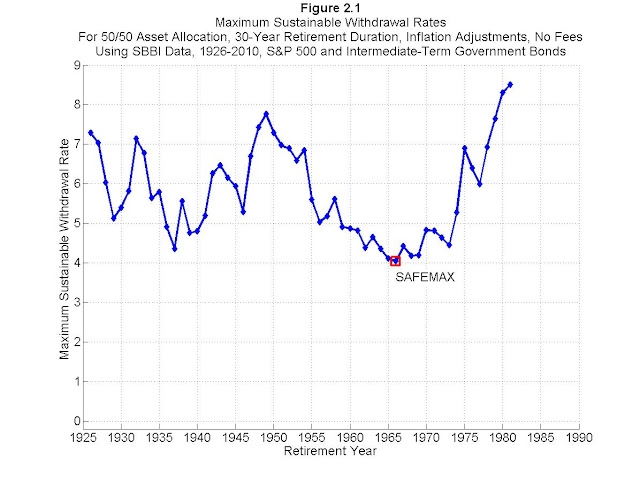 Figure 2.1
Maximum Sustainable Withdrawal Rates
For 50/50 Asset Allocation, 30-Year Retirement Duration, Inflation Adjustments, No Fees
Using SBBI Data, 1926-2010, S&P 500 and Intermediate-Term Government Bonds
Maximum Sustainable Withdrawal Rate
9
8
7
6
5
4
3
2
1
0
SAFEMAX
1925 1930 1935 1940 1945 1950 1955 1960 1965 1970 1975 1980 1985 1990
Retirement Year